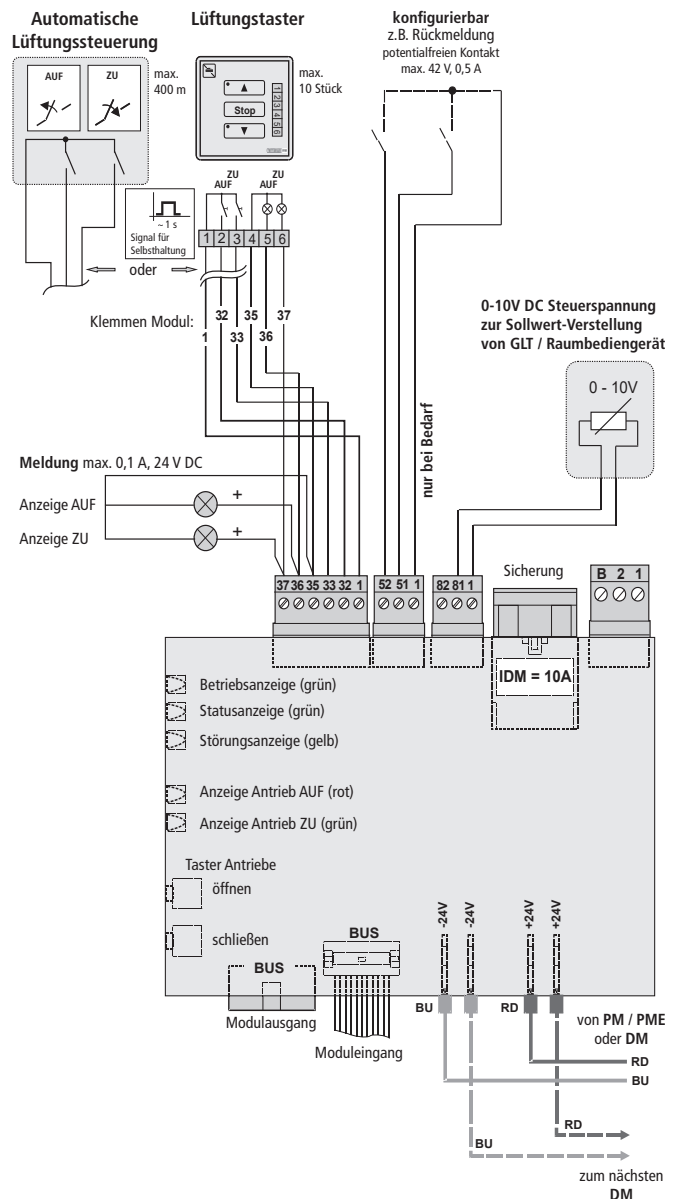 Automatische
Lüftungssteuerung
AUF
ZU
max.
400 m
Lüftungstaster
Stop
1
2
3
4
5
6
max.
10 Stück
konfigurierbar
z.B. Rückmeldung
potentialfreien Kontakt
max. 42 V, 0,5 A
ZU
AUF
ZU
AUF
~ 1 s
Signal für
Selbsthaltung
1 2 3 4 5 6
oder
Klemmen Modul:
1
32
33
35
36
37
nur bei Bedarf
0-10V DC Steuerspannung
zur Sollwert-Verstellung
von GLT / Raumbediengerät
0 - 10V
Meldung max. 0,1 A, 24 V DC
Anzeige AUF
+
Anzeige ZU
+
37 36 35 33 32 1
52 51 1
82 81 1
Sicherung
B 2 1
IDM = 10A
Betriebsanzeige (grün)
Statusanzeige (grün)
Störungsanzeige (gelb)
Anzeige Antrieb AUF (rot)
Anzeige Antrieb ZU (grün)
Taster Antriebe
öffnen
schließen
BUS
Modulausgang
BUS
Moduleingang
-24V
-24V
+24V
+24V
BU
RD
von PM / PME
oder DM
RD
BU
RD
BU
zum nächsten
DM